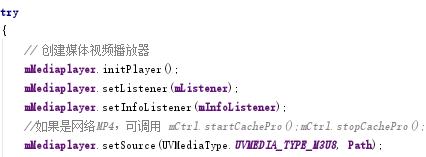 try
{
// 创建媒体视频播放器
mMediaplayer.initPlayer();
mMediaplayer.setListener(mListener);
mMediaplayer.setInfoListener(mInfoListener);
//如果是网络MP4，可调用 mCtrl.startCachePro();mCtrl.stopCachePro();
mMediaplayer.setSource(UVMediaType.UVMEDIA_TYPE_M3U8, Path);